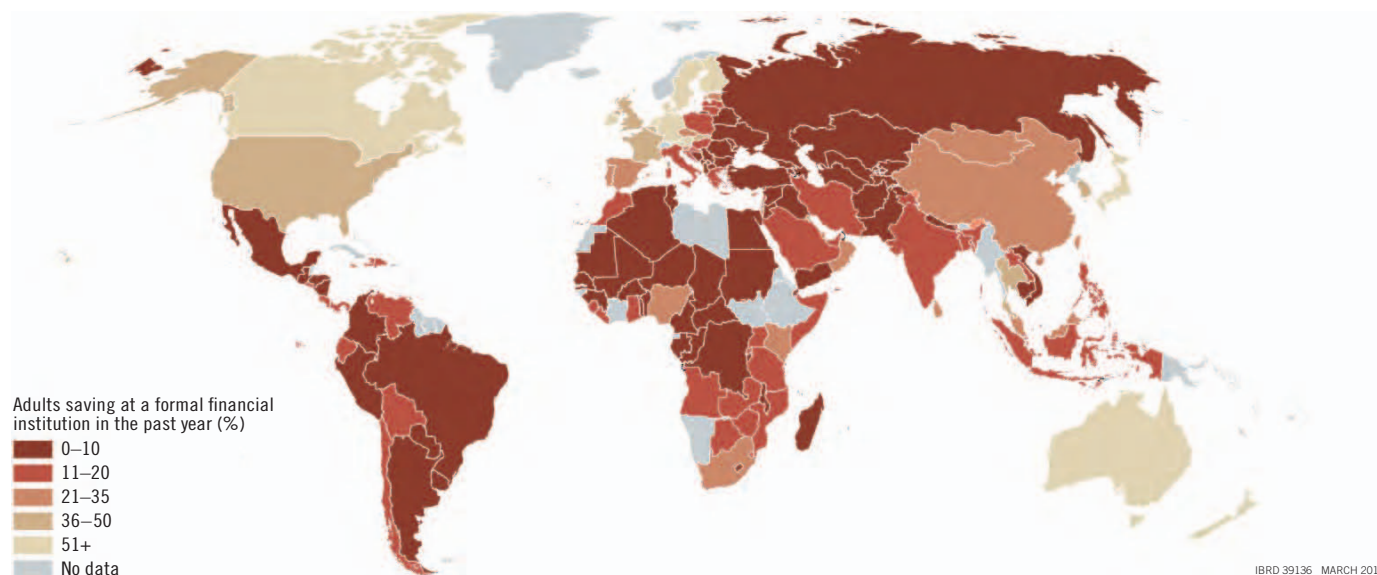 Adults saving at a formal financial
institution in the past year (%)
0–10
11–20
21–35
36–50
51+
No data
IBRD 39136 MARCH 201